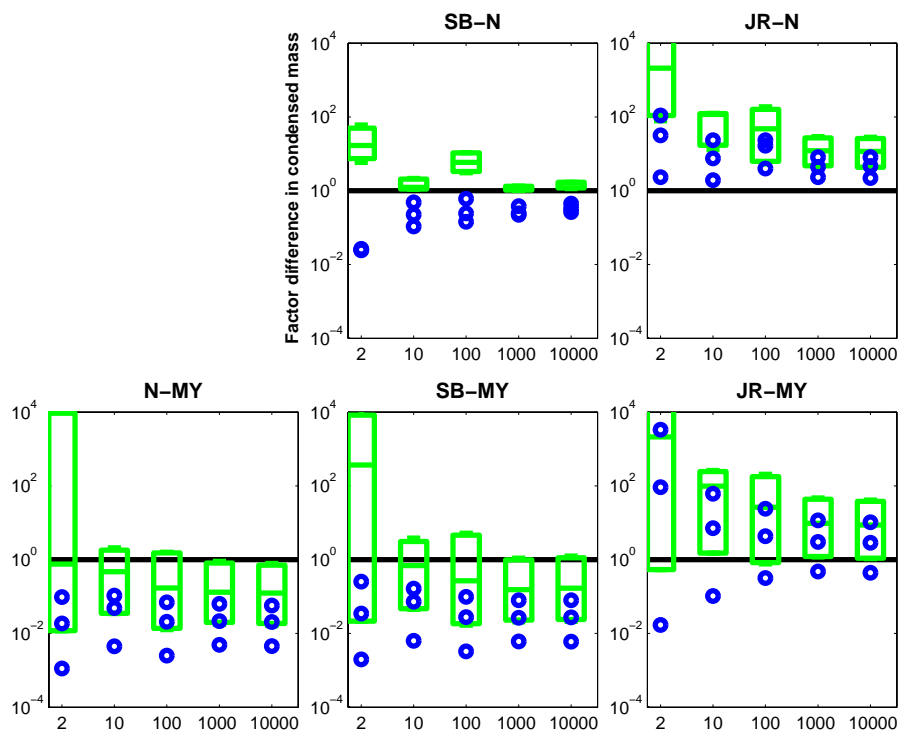 SB−N JR−N
Factor difference in condensed mass
10^4 10^4
10^2 10^2
10^0 10^0
10^−2 10^−2
10^−4 10^−4
2 10 100 1000 10000 2 10 100 1000 10000
N−MY SB−MY JR−MY
10^4 10^4 10^4
10^2 10^2 10^2
10^0 10^0 10^0
10^−2 10^−2 10^−2
10^−4 10^−4 10^−4
2 10 100 1000 10000 2 10 100 1000 10000 2 10 100 1000 10000